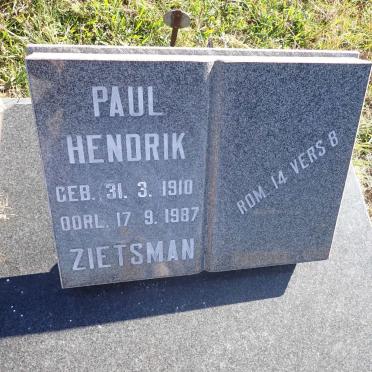 PAUL
HENDRIK
GEB. 31. 3. 1910
OORL. 17. 9. 1987
ZIETSMAN
ROM. 14 VERS 8